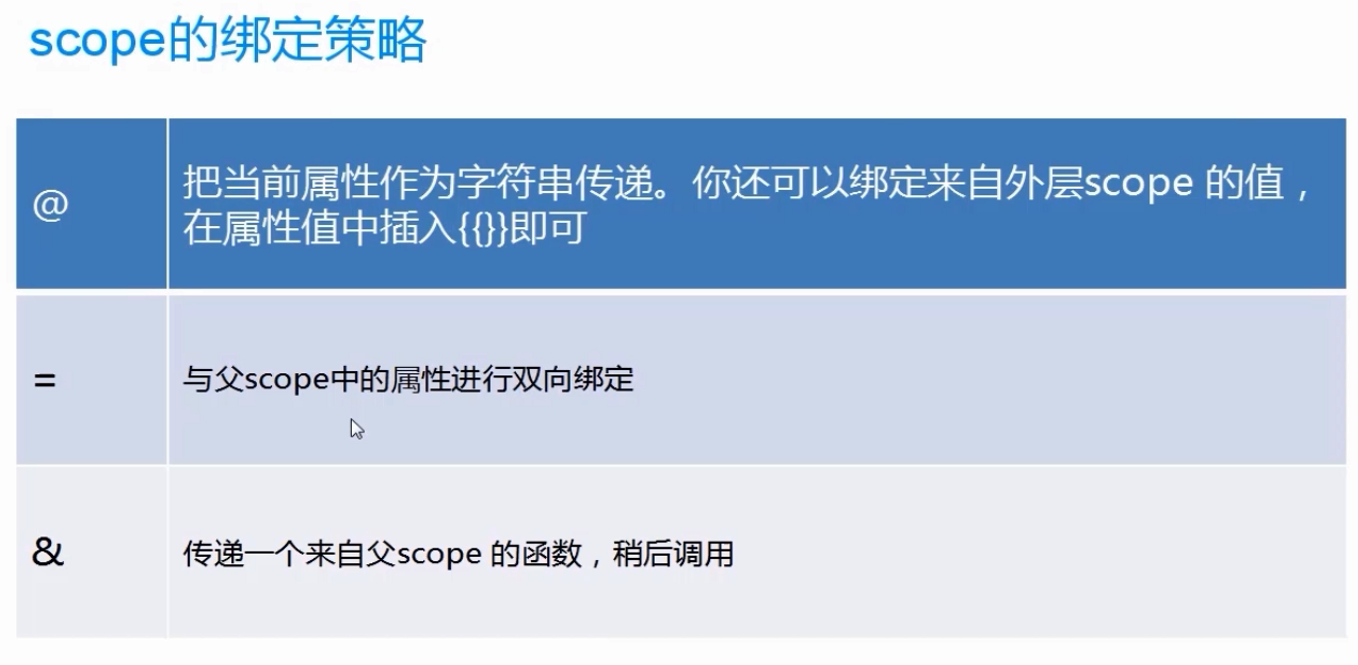 scope的绑定策略
@
把当前属性作为字符串传递。你还可以绑定来自外层scope 的值，
在属性值中插入{{}}即可
=
与父scope中的属性进行双向绑定
&
传递一个来自父scope 的函数，稍后调用